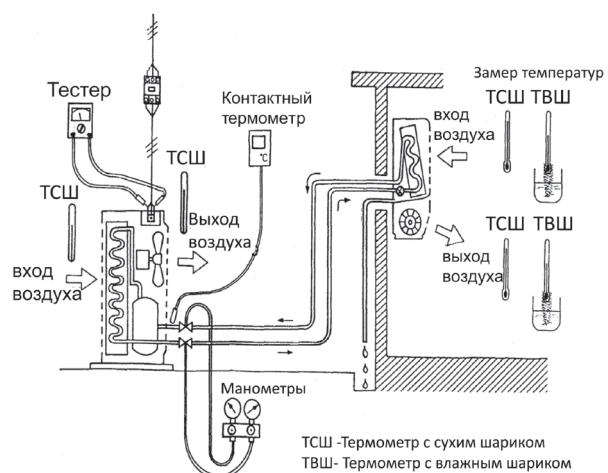 Замер температур
Тестер
Контактный
термометр
ТСШ ТВШ
вход
воздуха
°C
ТСШ
ТСШ
Выход
воздуха
вход
воздуха
ТСШ ТВШ
выход
воздуха
Манометры
ТСШ -Термометр с сухим шариком
ТВШ- Термометр с влажным шариком